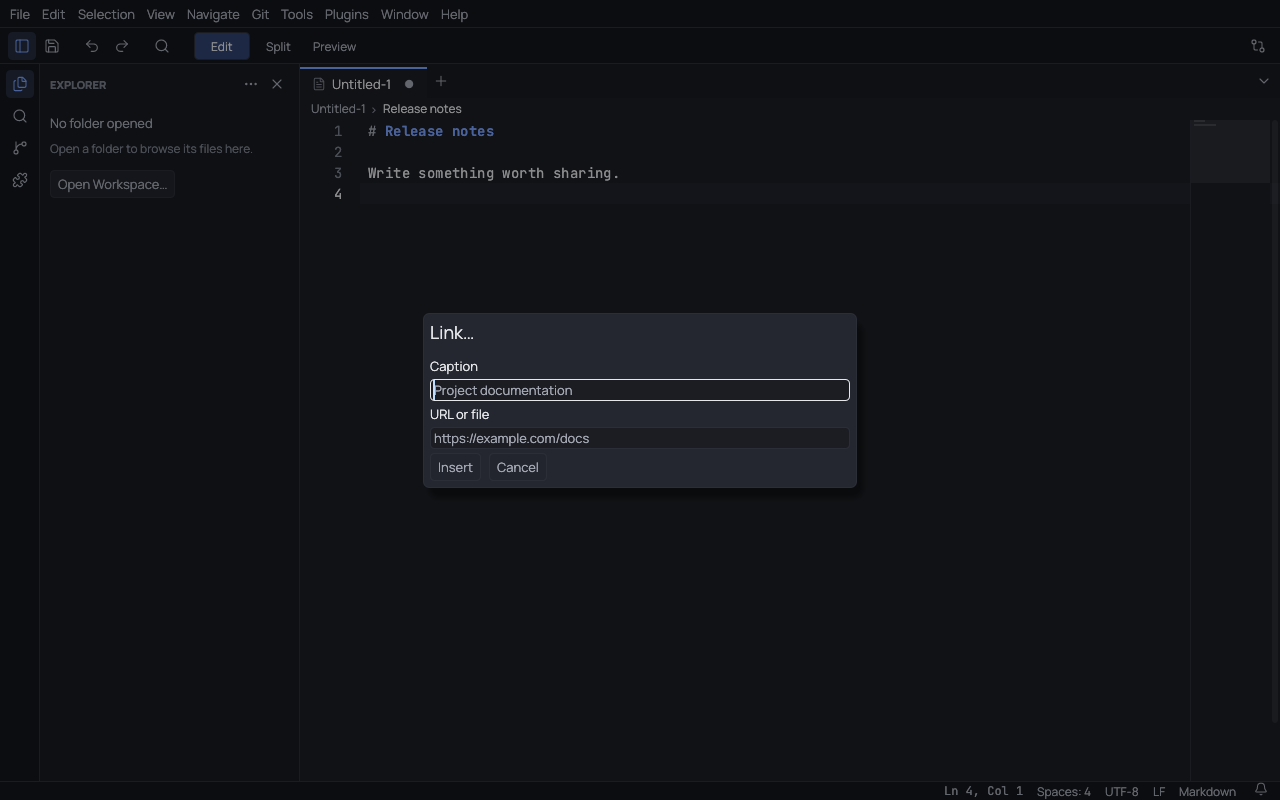 File Edit Selection View Navigate Git Tools Plugins Window Help
Edit Split Preview
EXPLORER
No folder opened
Open a folder to browse its files here.
Open Workspace...
Untitled-1
Untitled-1 › Release notes
1 # Release notes
2
3 Write something worth sharing.
4
Link...
Caption
Project documentation
URL or file
https://example.com/docs
Insert Cancel
Ln 4, Col 1 Spaces: 4 UTF-8 LF Markdown